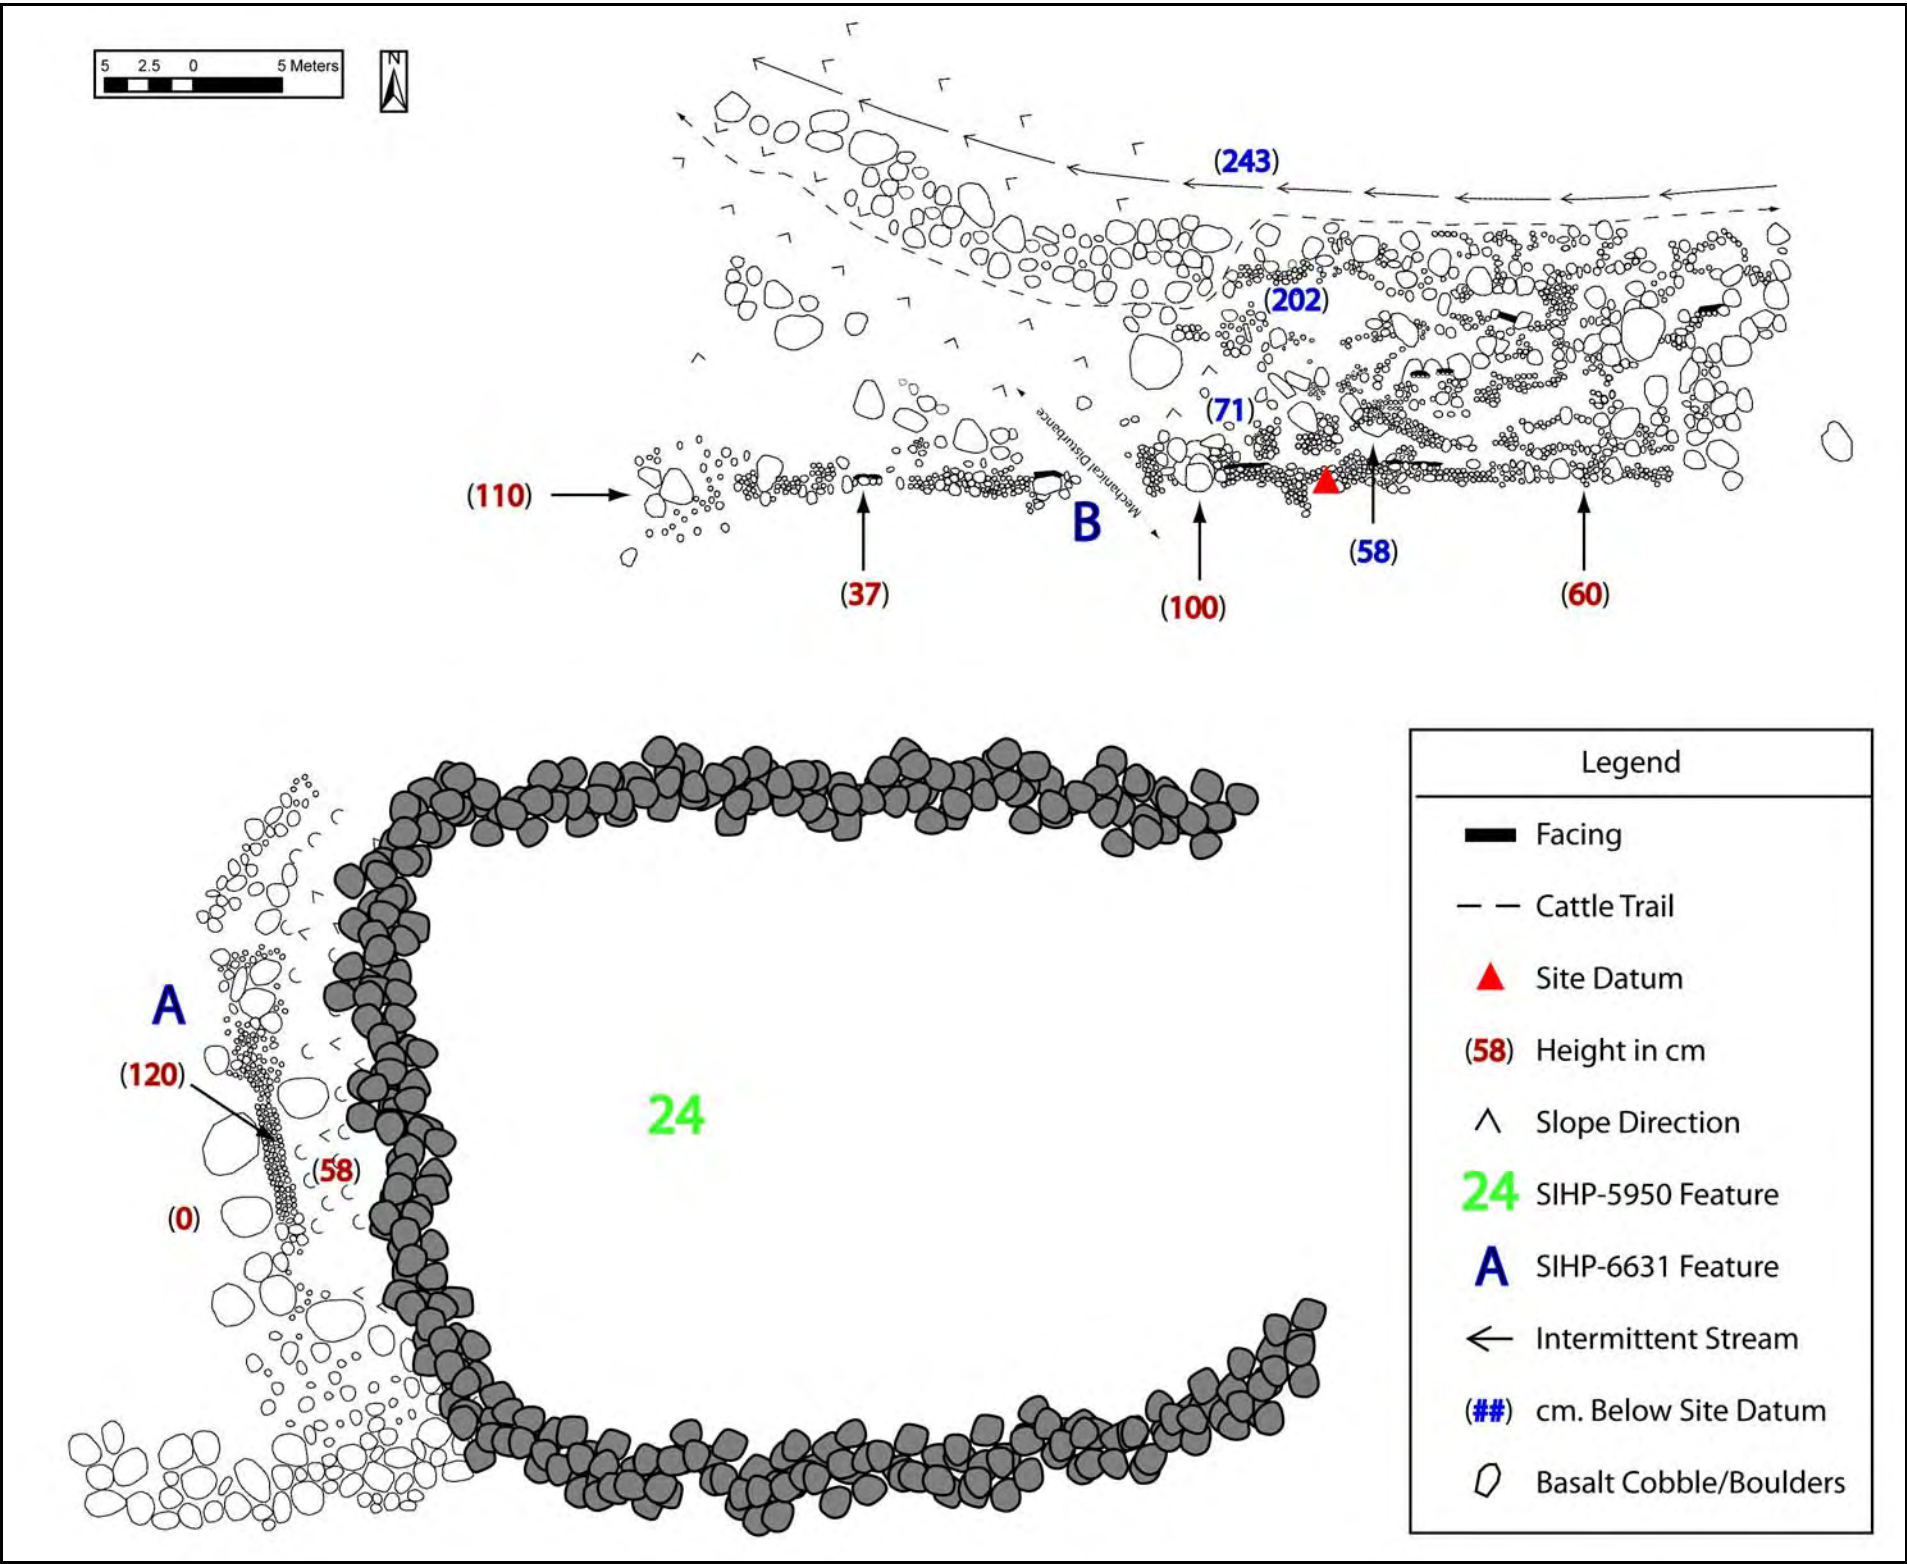 5 2.5 0 5 Meters
N
(243)
(202)
(71)
Mechanical Disturbance
(110)
B
(58)
(37)
(100)
(60)
A
(120)
24
(58)
(0)
Legend
Facing
Cattle Trail
Site Datum
(58) Height in cm
Slope Direction
24 SIHP-5950 Feature
A SIHP-6631 Feature
Intermittent Stream
(##) cm. Below Site Datum
Basalt Cobble/Boulders